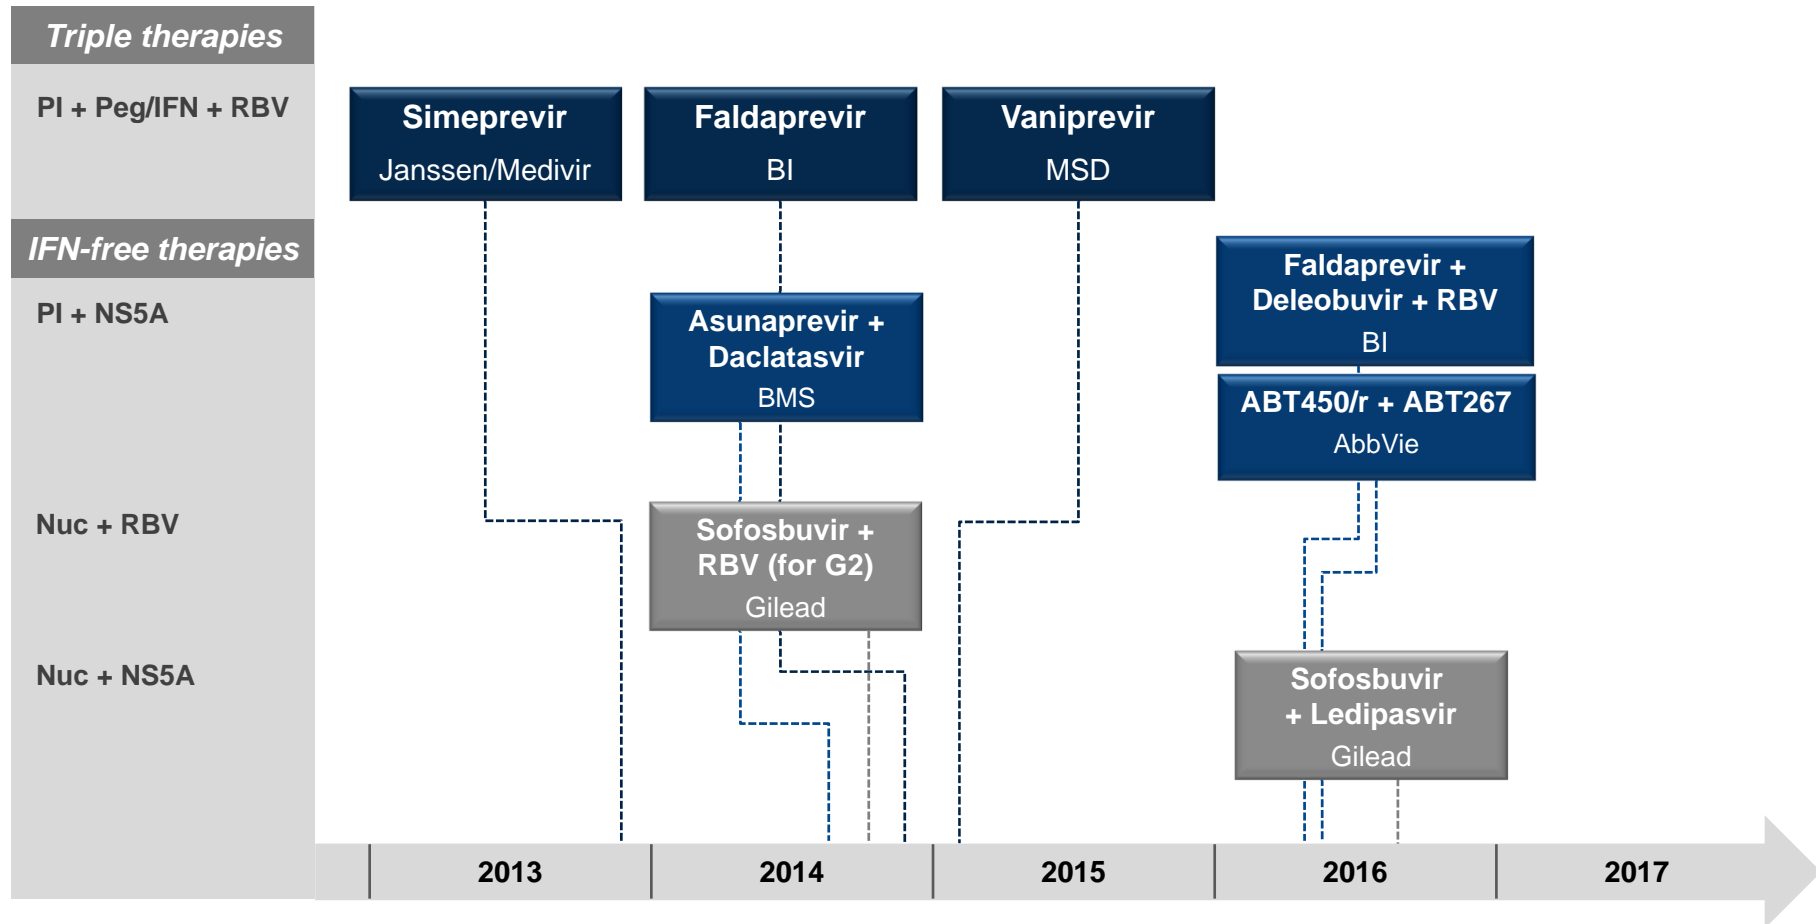 Triple therapies
PI + Peg/IFN + RBV
Simeprevir
Janssen/Medivir
Faldaprevir
BI
Vaniprevir
MSD
IFN-free therapies
PI + NS5A
Asunaprevir +
Daclatasvir
BMS
Faldaprevir +
Deleobuvir + RBV
BI
ABT450/r + ABT267
AbbVie
Nuc + RBV
Sofosbuvir +
RBV (for G2)
Gilead
Nuc + NS5A
Sofosbuvir
+ Ledipasvir
Gilead
2013
2014
2015
2016
2017